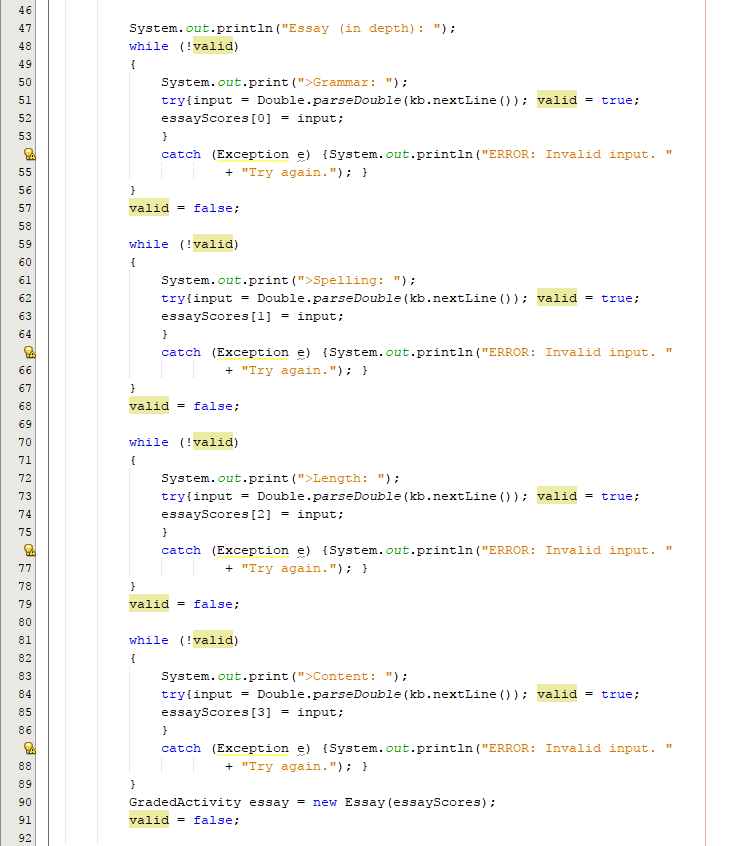 46
47 System.out.println("Essay (in depth): ");
48 while (!valid)
49 {
50 System.out.print(">Grammar: ");
51 try{input = Double.parseDouble(kb.nextLine()); valid = true;
52 essayScores[0] = input;
53 }
catch (Exception e) {System.out.println("ERROR: Invalid input. "
55 + "Try again."); }
56 }
57 valid = false;
58
59 while (!valid)
60 {
61 System.out.print(">Spelling: ");
62 try{input = Double.parseDouble(kb.nextLine()); valid = true;
63 essayScores[1] = input;
64 }
catch (Exception e) {System.out.println("ERROR: Invalid input. "
66 + "Try again."); }
67 }
68 valid = false;
69
70 while (!valid)
71 {
72 System.out.print(">Length: ");
73 try{input = Double.parseDouble(kb.nextLine()); valid = true;
74 essayScores[2] = input;
75 }
catch (Exception e) {System.out.println("ERROR: Invalid input. "
77 + "Try again."); }
78 }
79 valid = false;
80
81 while (!valid)
82 {
83 System.out.print(">Content: ");
84 try{input = Double.parseDouble(kb.nextLine()); valid = true;
85 essayScores[3] = input;
86 }
catch (Exception e) {System.out.println("ERROR: Invalid input. "
88 + "Try again."); }
89 }
90 GradedActivity essay = new Essay(essayScores);
91 valid = false;
92